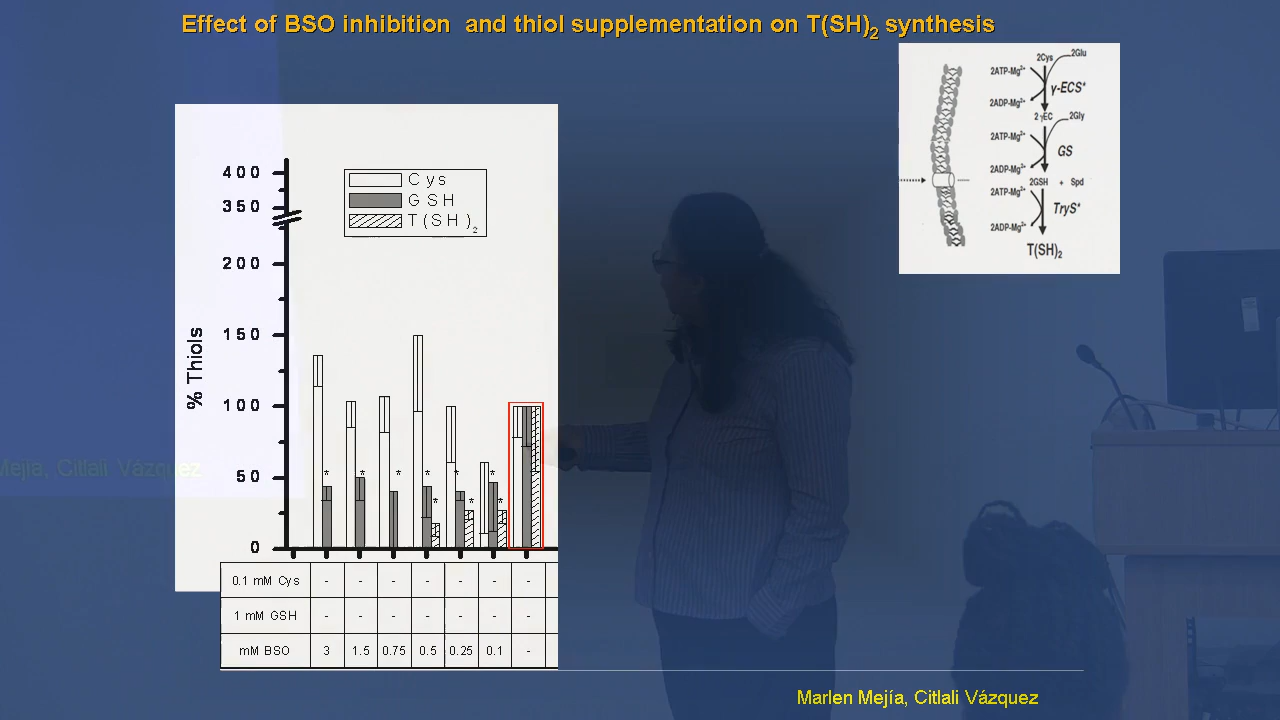 Effect of BSO inhibition and thiol supplementation on T(SH)2 synthesis
2Cys
2Glu
2ATP-Mg2+
γ-ECS*
2ADP-Mg2+
2 γEC
2Gly
2ATP-Mg2+
GS
2ADP-Mg2+
2GSH + Spd
2ATP-Mg2+
TryS*
2ADP-Mg2+
T(SH)2
% Thiols
400
350
200
150
100
50
0
Cys
GSH
T(SH)2
* * * * * * * * *
0.1 mM Cys - - - - - - -
1 mM GSH - - - - - - -
mM BSO 3 1.5 0.75 0.5 0.25 0.1 -
Mejía, Citlali Vázquez
Marlen Mejía, Citlali Vázquez